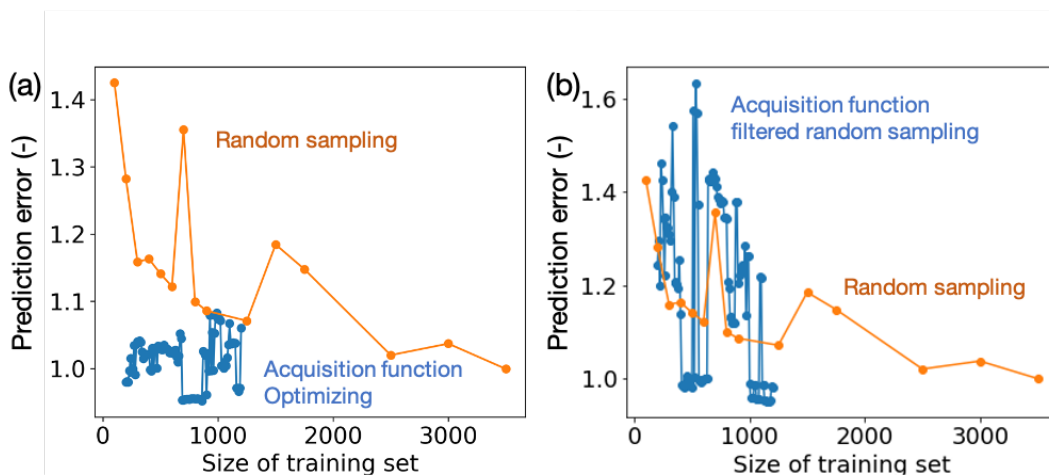 (a)
Prediction error (-)
1.4
1.3
1.2
1.1
1.0
Random sampling
Acquisition function
Optimizing
0
1000
2000
3000
Size of training set
(b)
Prediction error (-)
1.6
1.4
1.2
1.0
Acquisition function
filtered random sampling
Random sampling
0
1000
2000
3000
Size of training set